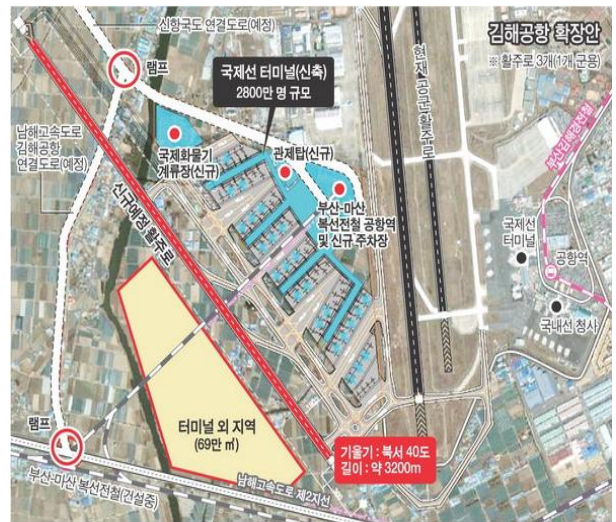 신항국도 연결도로(예정)
김해공항 확장안
※ 활주로 3개(1개 군용)
램프
국제선 터미널(신축)
2800만 명 규모
현재 공군활주로
부산김해경전철
남해고속도로
김해공항
연결도로(예정)
국제화물기
계류장(신규)
관제탑(신규)
부산-마산
복선전철 공항역
및 신규 주차장
국제선
터미널
공항역
국내선 청사
신규예정 활주로
터미널 외 지역
(69만 ㎡)
램프
기울기 : 북서 40도
길이 : 약 3200m
부산-마산 복선전철(건설중)
남해고속도로 제2지선